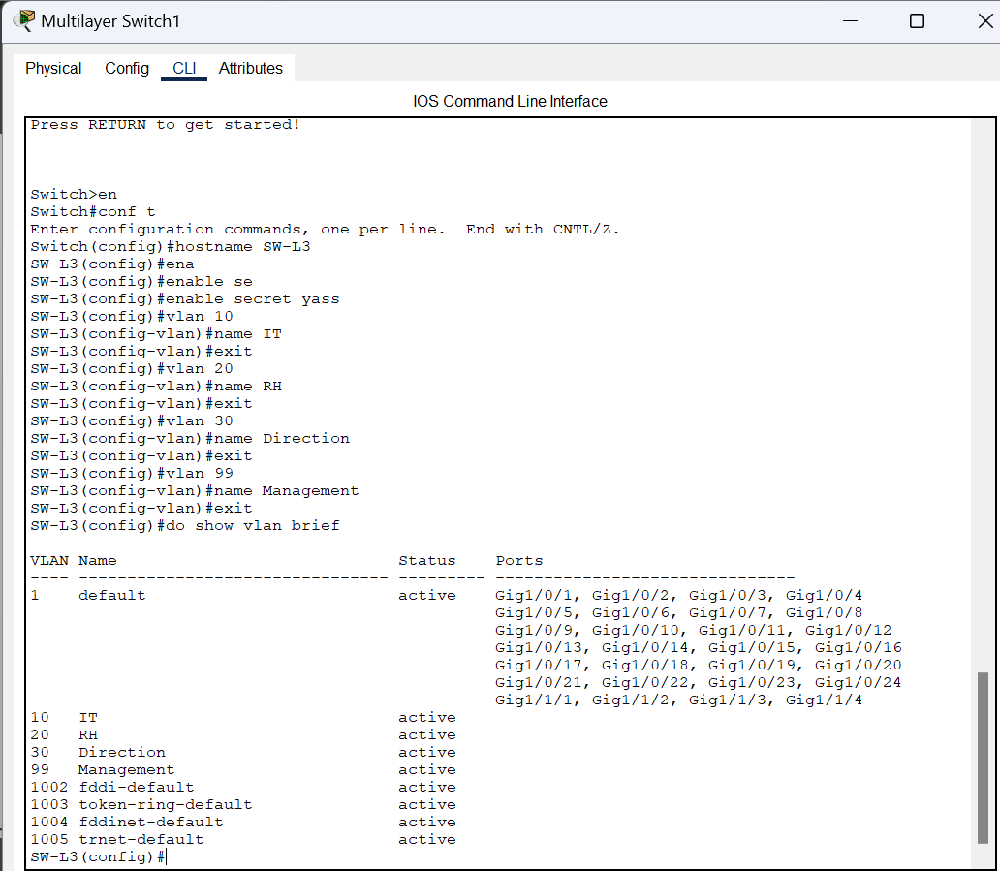 Multilayer Switch1
Physical Config CLI Attributes
IOS Command Line Interface
Press RETURN to get started!
Switch>en
Switch#conf t
Enter configuration commands, one per line.  End with CNTL/Z.
Switch(config)#hostname SW-L3
SW-L3(config)#ena
SW-L3(config)#enable se
SW-L3(config)#enable secret yass
SW-L3(config)#vlan 10
SW-L3(config-vlan)#name IT
SW-L3(config-vlan)#exit
SW-L3(config)#vlan 20
SW-L3(config-vlan)#name RH
SW-L3(config-vlan)#exit
SW-L3(config)#vlan 30
SW-L3(config-vlan)#name Direction
SW-L3(config-vlan)#exit
SW-L3(config)#vlan 99
SW-L3(config-vlan)#name Management
SW-L3(config-vlan)#exit
SW-L3(config)#do show vlan brief
VLAN Name                             Status    Ports
---- -------------------------------- --------- -------------------------------
1    default                          active    Gig1/0/1, Gig1/0/2, Gig1/0/3, Gig1/0/4
                                                Gig1/0/5, Gig1/0/6, Gig1/0/7, Gig1/0/8
                                                Gig1/0/9, Gig1/0/10, Gig1/0/11, Gig1/0/12
                                                Gig1/0/13, Gig1/0/14, Gig1/0/15, Gig1/0/16
                                                Gig1/0/17, Gig1/0/18, Gig1/0/19, Gig1/0/20
                                                Gig1/0/21, Gig1/0/22, Gig1/0/23, Gig1/0/24
                                                Gig1/1/1, Gig1/1/2, Gig1/1/3, Gig1/1/4
10   IT                               active
20   RH                               active
30   Direction                        active
99   Management                       active
1002 fddi-default                     active
1003 token-ring-default               active
1004 fddinet-default                  active
1005 trnet-default                    active
SW-L3(config)#